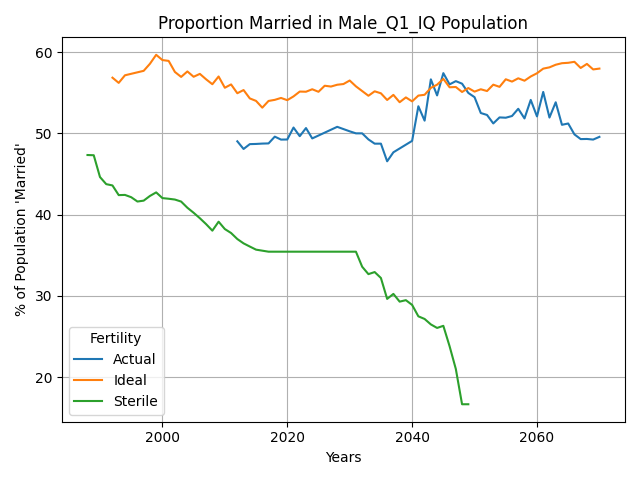 Proportion Married in Male_Q1_IQ Population
% of Population 'Married'
60
50
40
30
20
Fertility
Actual
Ideal
Sterile
2000
2020
2040
2060
Years